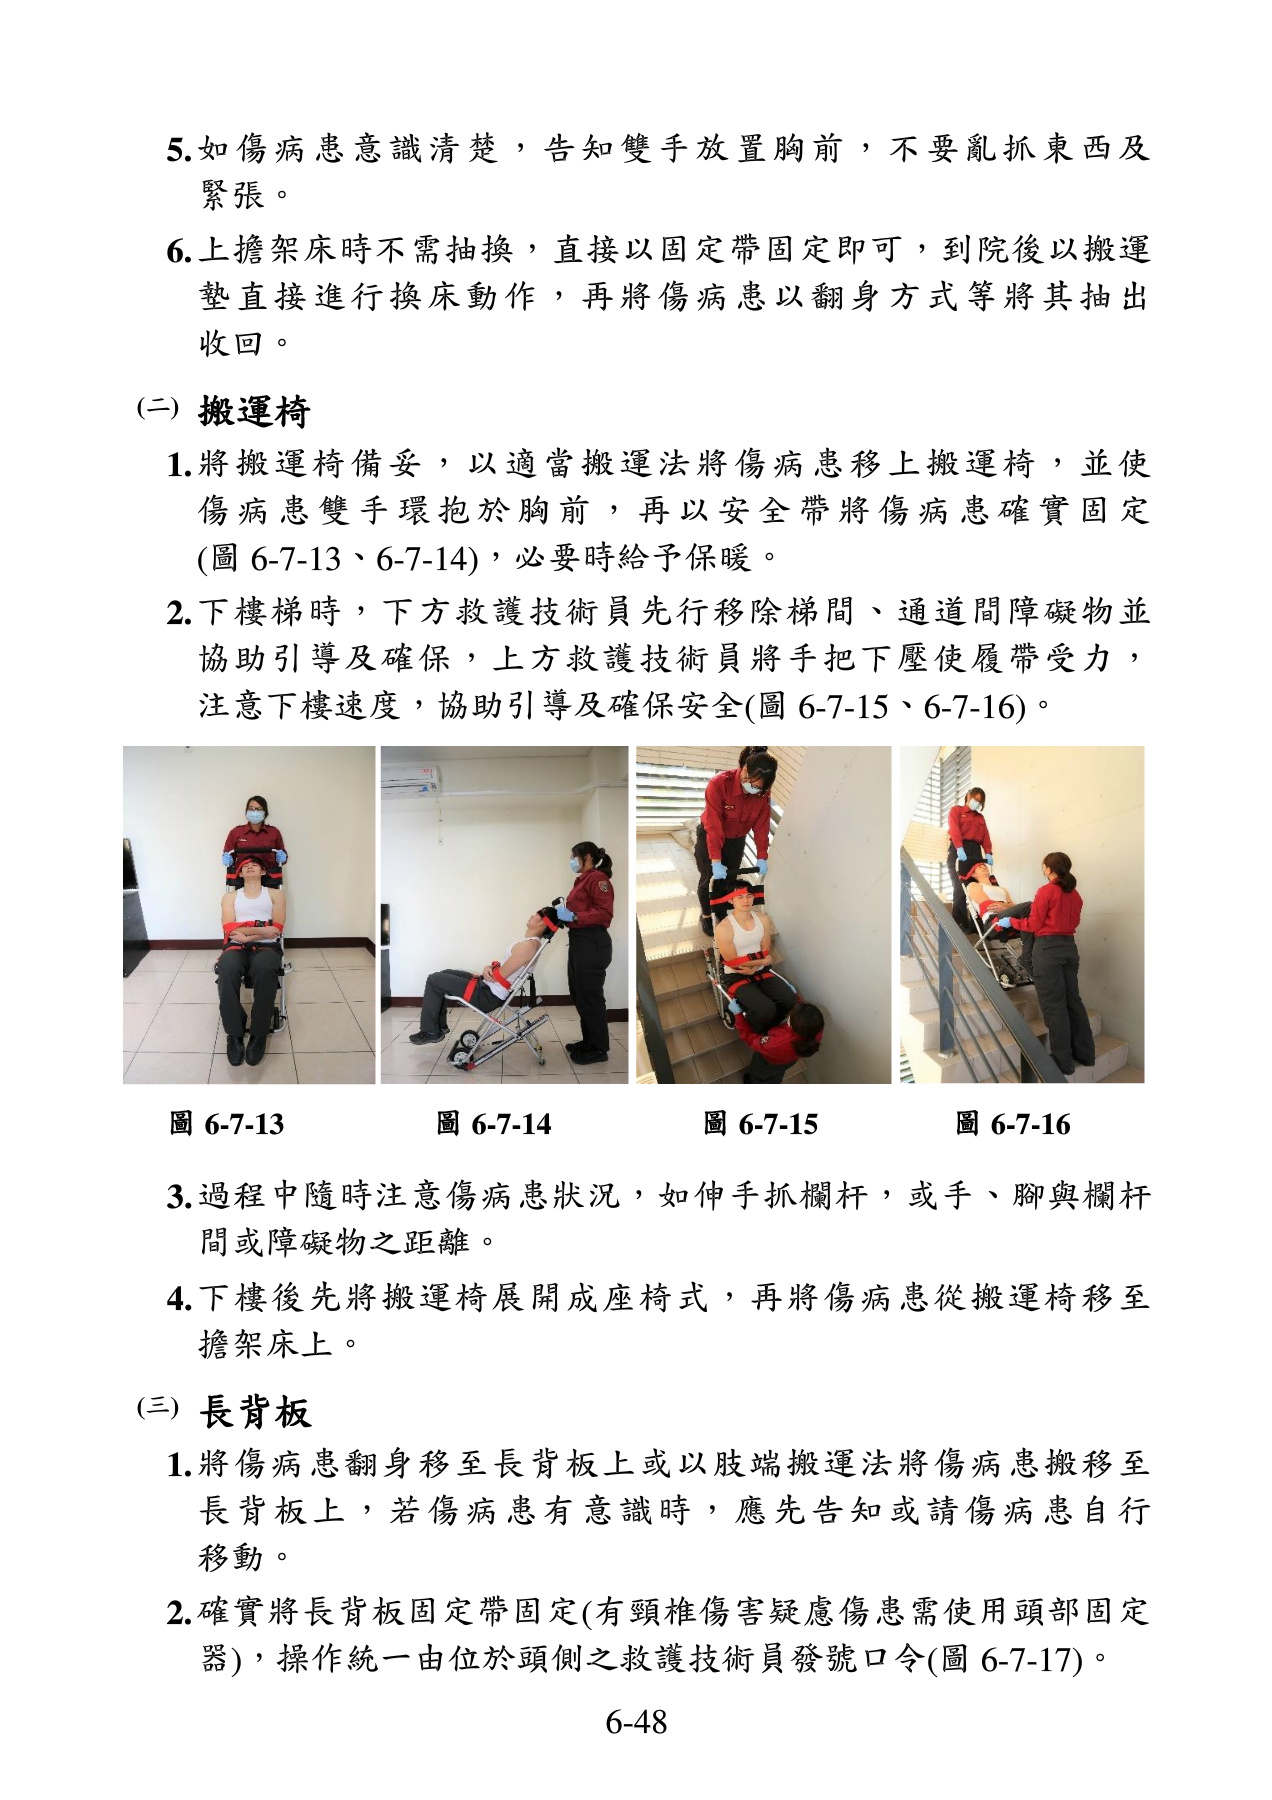 5.如傷病患意識清楚，告知雙手放置胸前，不要亂抓東西及
緊張。
6.上擔架床時不需抽換，直接以固定帶固定即可，到院後以搬運
墊直接進行換床動作，再將傷病患以翻身方式等將其抽出
收回。
(二) 搬運椅
1.將搬運椅備妥，以適當搬運法將傷病患移上搬運椅，並使
傷病患雙手環抱於胸前，再以安全帶將傷病患確實固定
(圖 6-7-13、6-7-14)，必要時給予保暖。
2.下樓梯時，下方救護技術員先行移除梯間、通道間障礙物並
協助引導及確保，上方救護技術員將手把下壓使履帶受力，
注意下樓速度，協助引導及確保安全(圖 6-7-15、6-7-16)。
圖 6-7-13 圖 6-7-14 圖 6-7-15 圖 6-7-16
3.過程中隨時注意傷病患狀況，如伸手抓欄杆，或手、腳與欄杆
間或障礙物之距離。
4.下樓後先將搬運椅展開成座椅式，再將傷病患從搬運椅移至
擔架床上。
(三) 長背板
1.將傷病患翻身移至長背板上或以肢端搬運法將傷病患搬移至
長背板上，若傷病患有意識時，應先告知或請傷病患自行
移動。
2.確實將長背板固定帶固定(有頸椎傷害疑慮傷患需使用頭部固定
器)，操作統一由位於頭側之救護技術員發號口令(圖 6-7-17)。
6-48